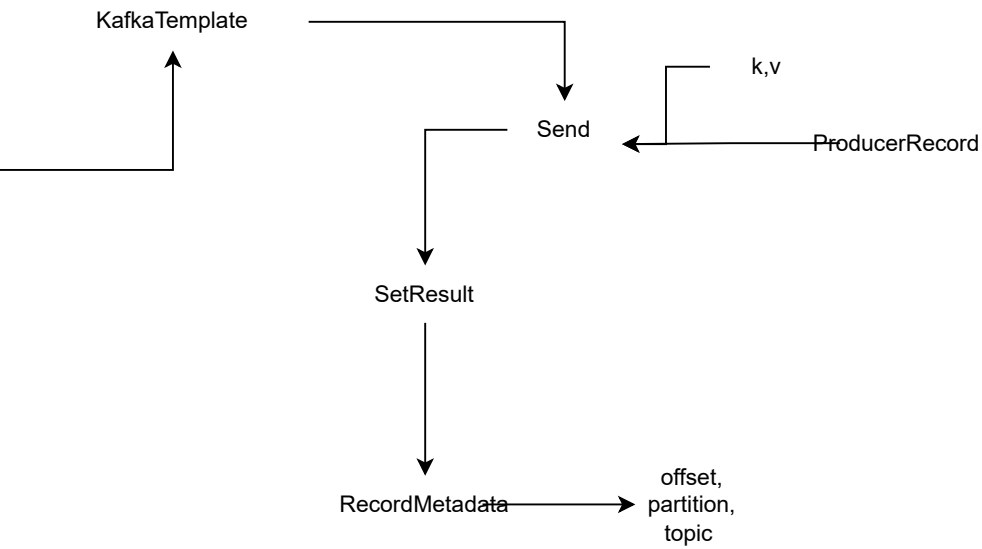 KafkaTemplate
k,v
Send
ProducerRecord
SetResult
RecordMetadata
offset,
partition,
topic